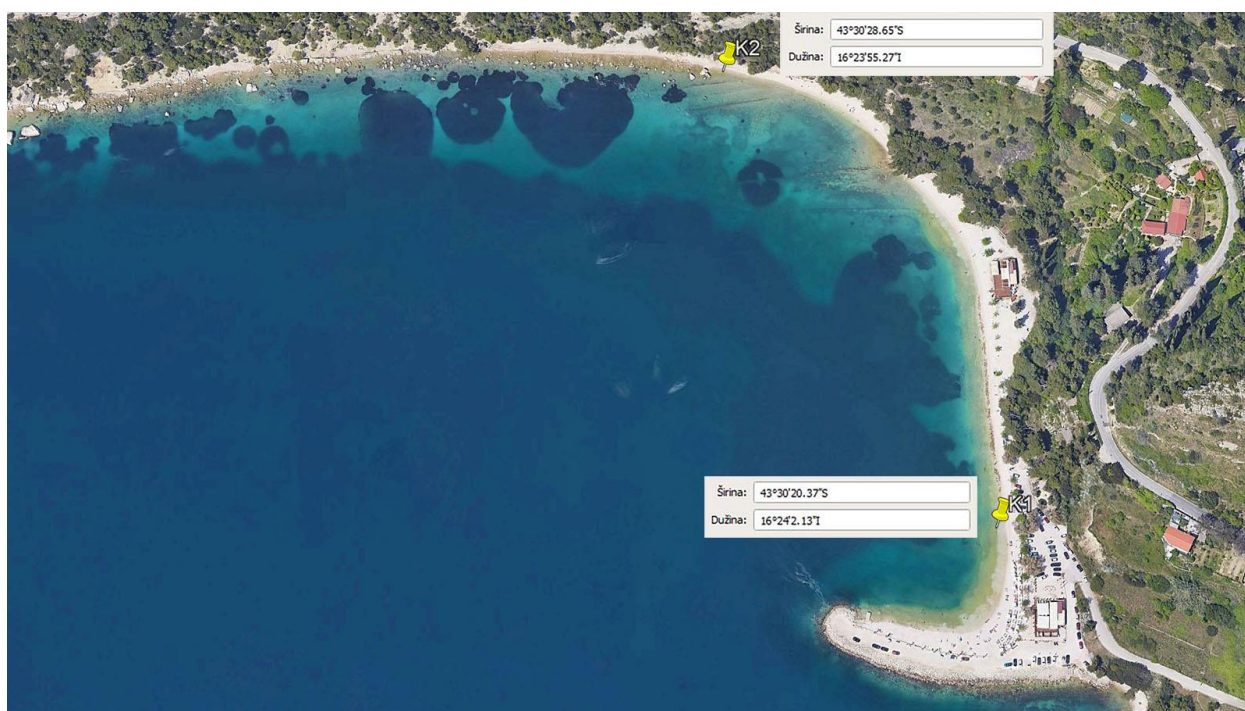 K2
Širina: 43°30'28.65"S
Dužina: 16°23'55.27"I
Širina: 43°30'20.37"S
Dužina: 16°24'2.13"I
K1